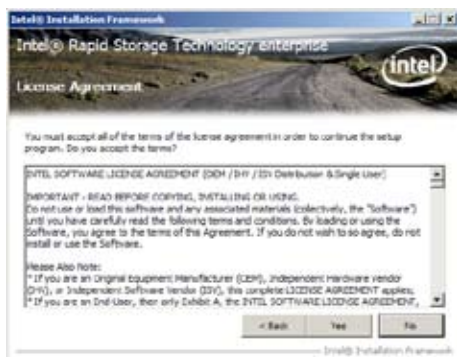 Intel® Installation Framework
Intel® Rapid Storage Technology enterprise
intel
License Agreement
You must accept all of the terms of the license agreement in order to continue the setup
program. Do you accept the terms?
INTEL SOFTWARE LICENSE AGREEMENT (OEM / IHV / ISV Distribution & Single User)
IMPORTANT - READ BEFORE COPYING, INSTALLING OR USING.
Do not use or load this software and any associated materials (collectively, the "Software")
until you have carefully read the following terms and conditions. By loading or using the
Software, you agree to the terms of this Agreement. If you do not wish to so agree, do not
install or use the Software.
Please Also Note:
* If you are an Original Equipment Manufacturer (OEM), Independent Hardware Vendor
(IHV), or Independent Software Vendor (ISV), this complete LICENSE AGREEMENT applies;
* If you are an End-User, then only Exhibit A, the INTEL SOFTWARE LICENSE AGREEMENT,
< Back Yes No
Intel® Installation Framework